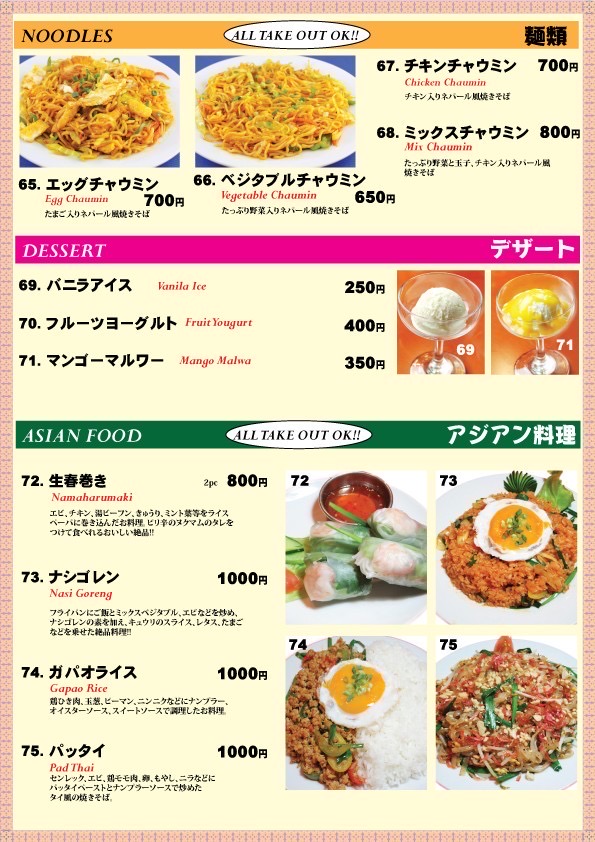 NOODLES
ALL TAKE OUT OK!!
麺類
65. エッグチャウミン
Egg Chaumin
700円
たまご入りネパール風焼きそば
66. ベジタブルチャウミン
Vegetable Chaumin
650円
たっぷり野菜入りネパール風焼きそば
67. チキンチャウミン 700円
Chicken Chaumin
チキン入りネパール風焼きそば
68. ミックスチャウミン 800円
Mix Chaumin
たっぷり野菜と玉子、チキン入りネパール風
焼きそば
DESSERT
デザート
69. バニラアイス Vanila Ice 250円
70. フルーツヨーグルト Fruit Yougurt 400円
71. マンゴーマルワー Mango Malwa 350円
69
71
ASIAN FOOD
ALL TAKE OUT OK!!
アジアン料理
72. 生春巻き 2pc 800円
Namaharumaki
エビ、チキン、湯ビーフン、きゅうり、ミント葉等をライス
ペーパに巻き込んだお料理。ピリ辛のヌクマムのタレを
つけて食べれるおいしい絶品!!
73. ナシゴレン 1000円
Nasi Goreng
フライパンにご飯とミックスベジタブル、エビなどを炒め、
ナシゴレンの素を加え、キュウリのスライス、レタス、たまご
などを乗せた絶品料理!!
74. ガパオライス 1000円
Gapao Rice
鶏ひき肉、玉葱、ピーマン、ニンニクなどにナンプラー、
オイスターソース、スイートソースで調理したお料理。
75. パッタイ 1000円
Pad Thai
センレック、エビ、鶏モモ肉、卵、もやし、ニラなどに
パッタイペーストとナンプラーソースで炒めた
タイ風の焼きそば。
72
73
74
75